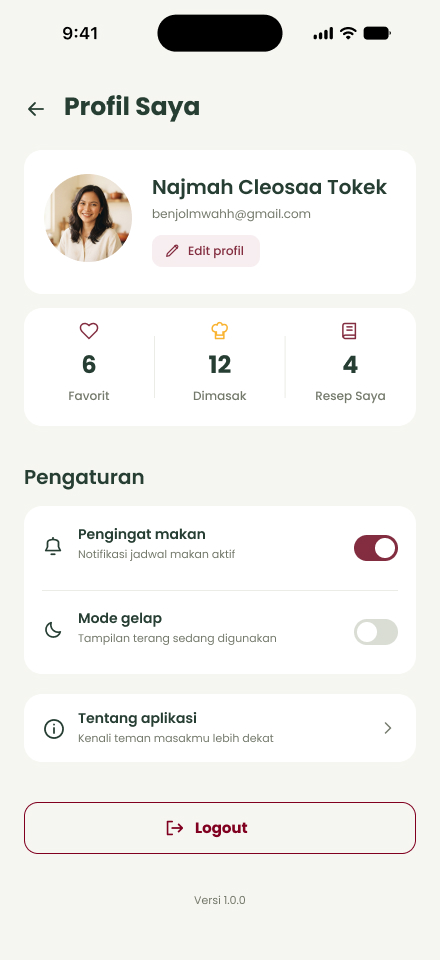 9:41
Profil Saya
Najmah Cleosaa Tokek
benjolmwahh@gmail.com
Edit profil
6
12
4
Favorit
Dimasak
Resep Saya
Pengaturan
Pengingat makan
Notifikasi jadwal makan aktif
Mode gelap
Tampilan terang sedang digunakan
Tentang aplikasi
Kenali teman masakmu lebih dekat
Logout
Versi 1.0.0